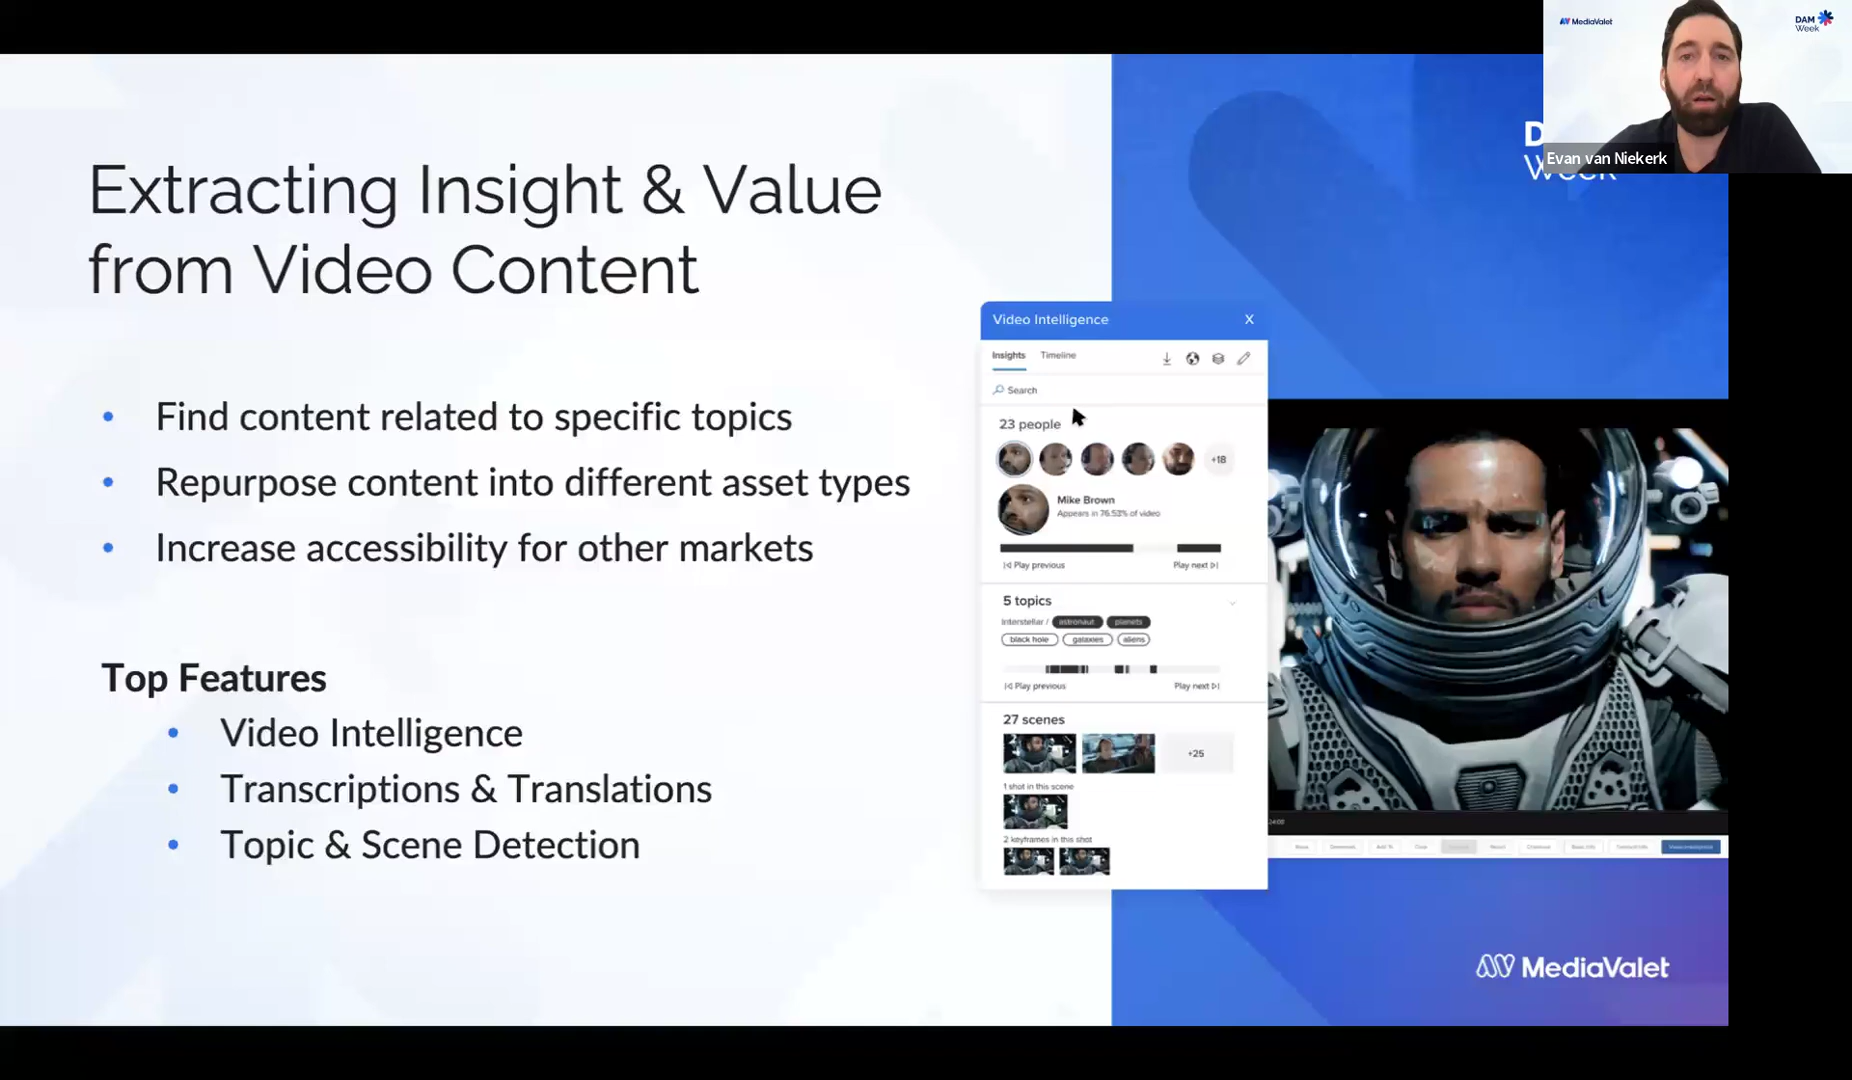 MediaValet
DAM
Week
Evan van Niekerk
Extracting Insight & Value
from Video Content
Find content related to specific topics
Repurpose content into different asset types
Increase accessibility for other markets
Top Features
Video Intelligence
Transcriptions & Translations
Topic & Scene Detection
Video Intelligence X
Insights Timeline
Search
23 people
+18
Mike Brown
Appears in 76.53% of video
Play previous Play next
5 topics
Interstellar / astronaut planets
black hole galaxies aliens
Play previous Play next
27 scenes
+25
1 shot in this scene
2 keyframes in this shot
D
Week
MediaValet